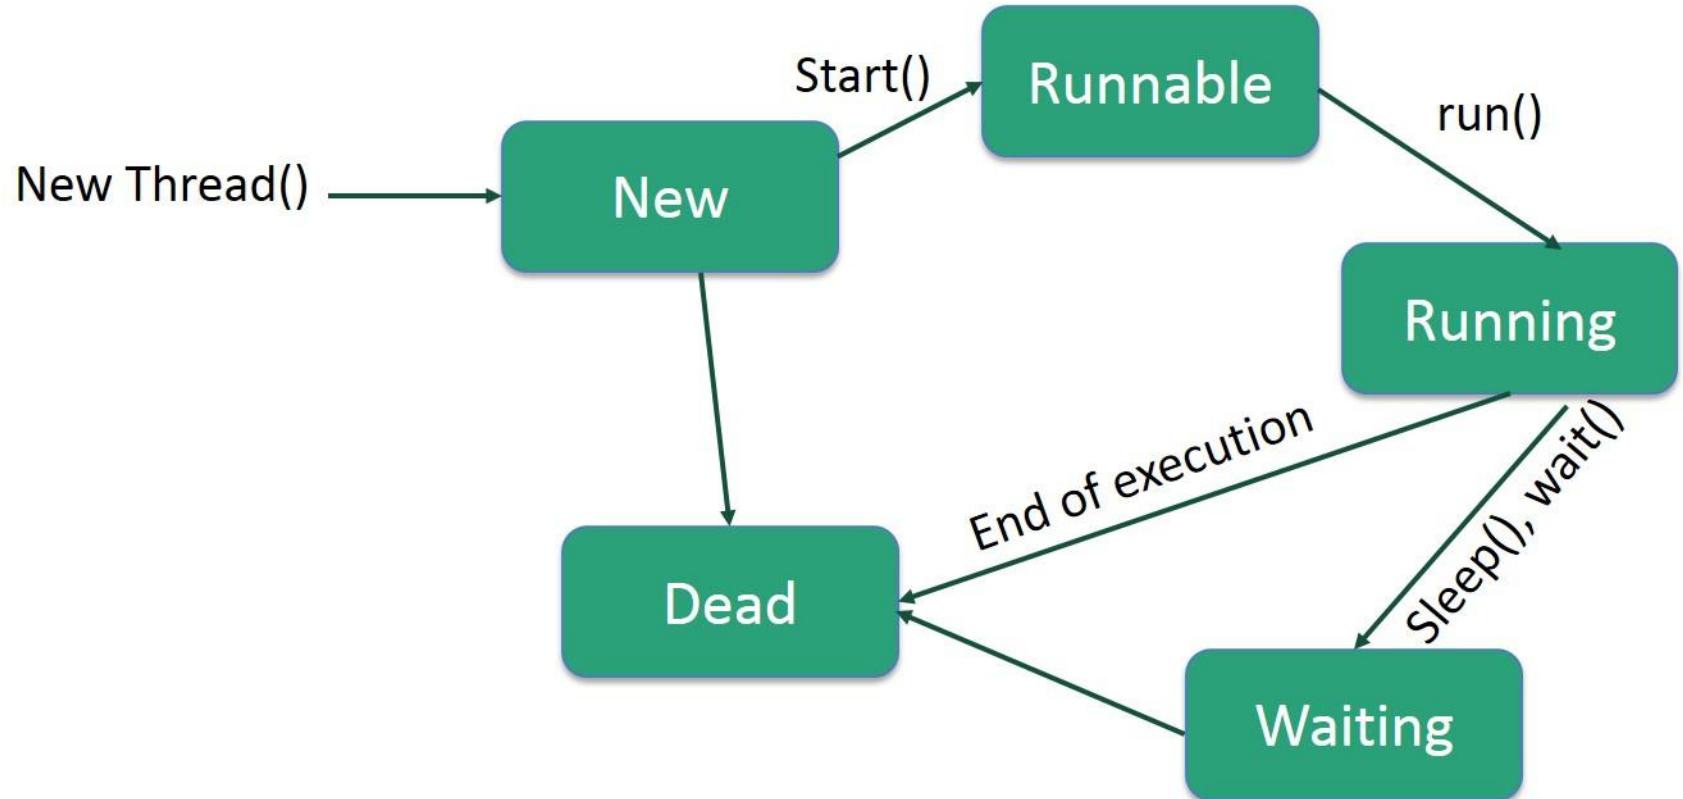 Start()
Runnable
run()
New Thread()
New
Running
End of execution
Sleep(), wait()
Dead
Waiting